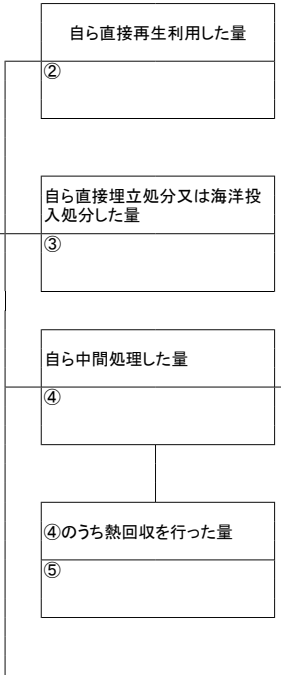 自ら直接再生利用した量
②
自ら直接埋立処分又は海洋投
入処分した量
③
自ら中間処理した量
④
④のうち熱回収を行った量
⑤